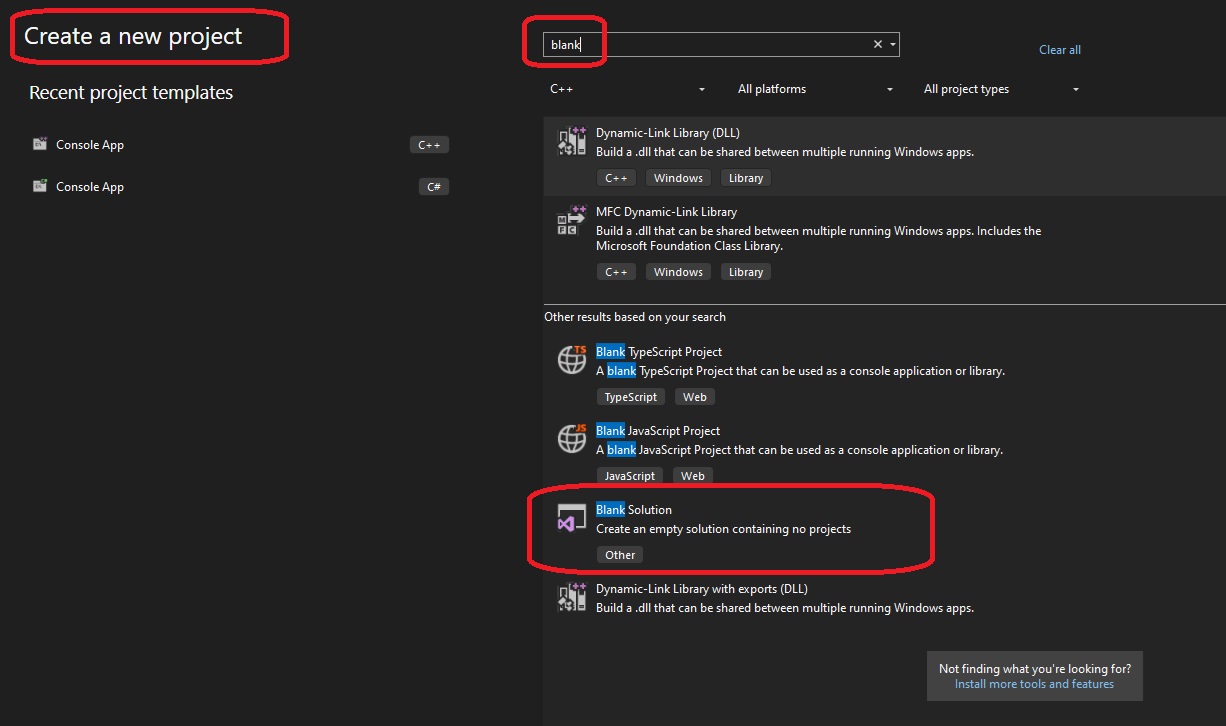 Create a new project
Recent project templates
Console App C++
Console App C#
blank
Clear all
C++ All platforms All project types
Dynamic-Link Library (DLL)
Build a .dll that can be shared between multiple running Windows apps.
C++ Windows Library
MFC Dynamic-Link Library
Build a .dll that can be shared between multiple running Windows apps. Includes the
Microsoft Foundation Class Library.
C++ Windows Library
Other results based on your search
Blank TypeScript Project
A blank TypeScript Project that can be used as a console application or library.
TypeScript Web
Blank JavaScript Project
A blank JavaScript Project that can be used as a console application or library.
JavaScript Web
Blank Solution
Create an empty solution containing no projects
Other
Dynamic-Link Library with exports (DLL)
Build a .dll that can be shared between multiple running Windows apps.
Not finding what you're looking for?
Install more tools and features